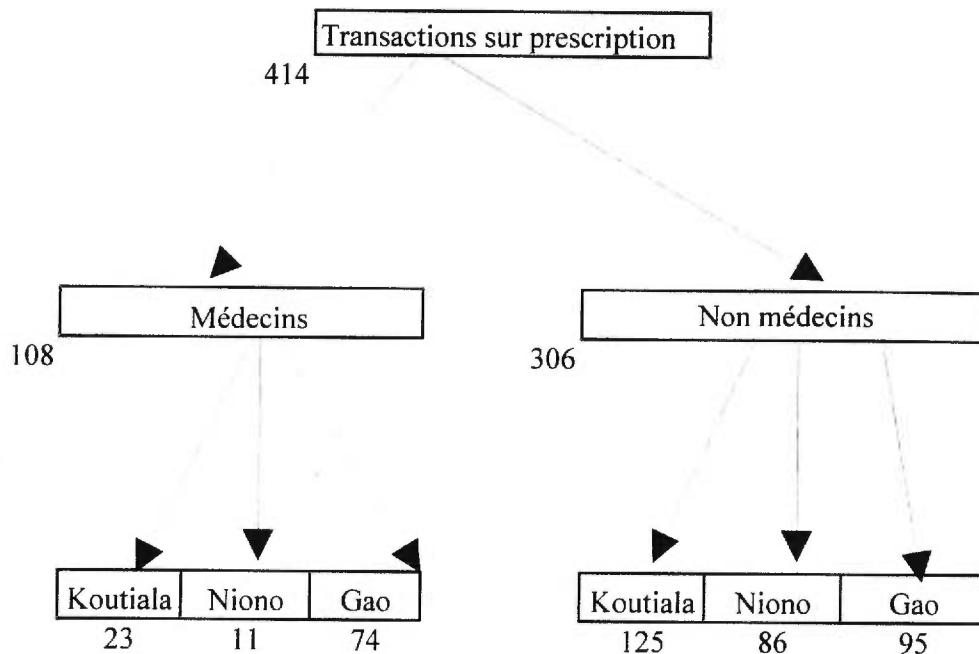 Transactions sur prescription
414
Médecins
Non médecins
108
306
Koutiala Niono Gao
Koutiala Niono Gao
23 11 74
125 86 95